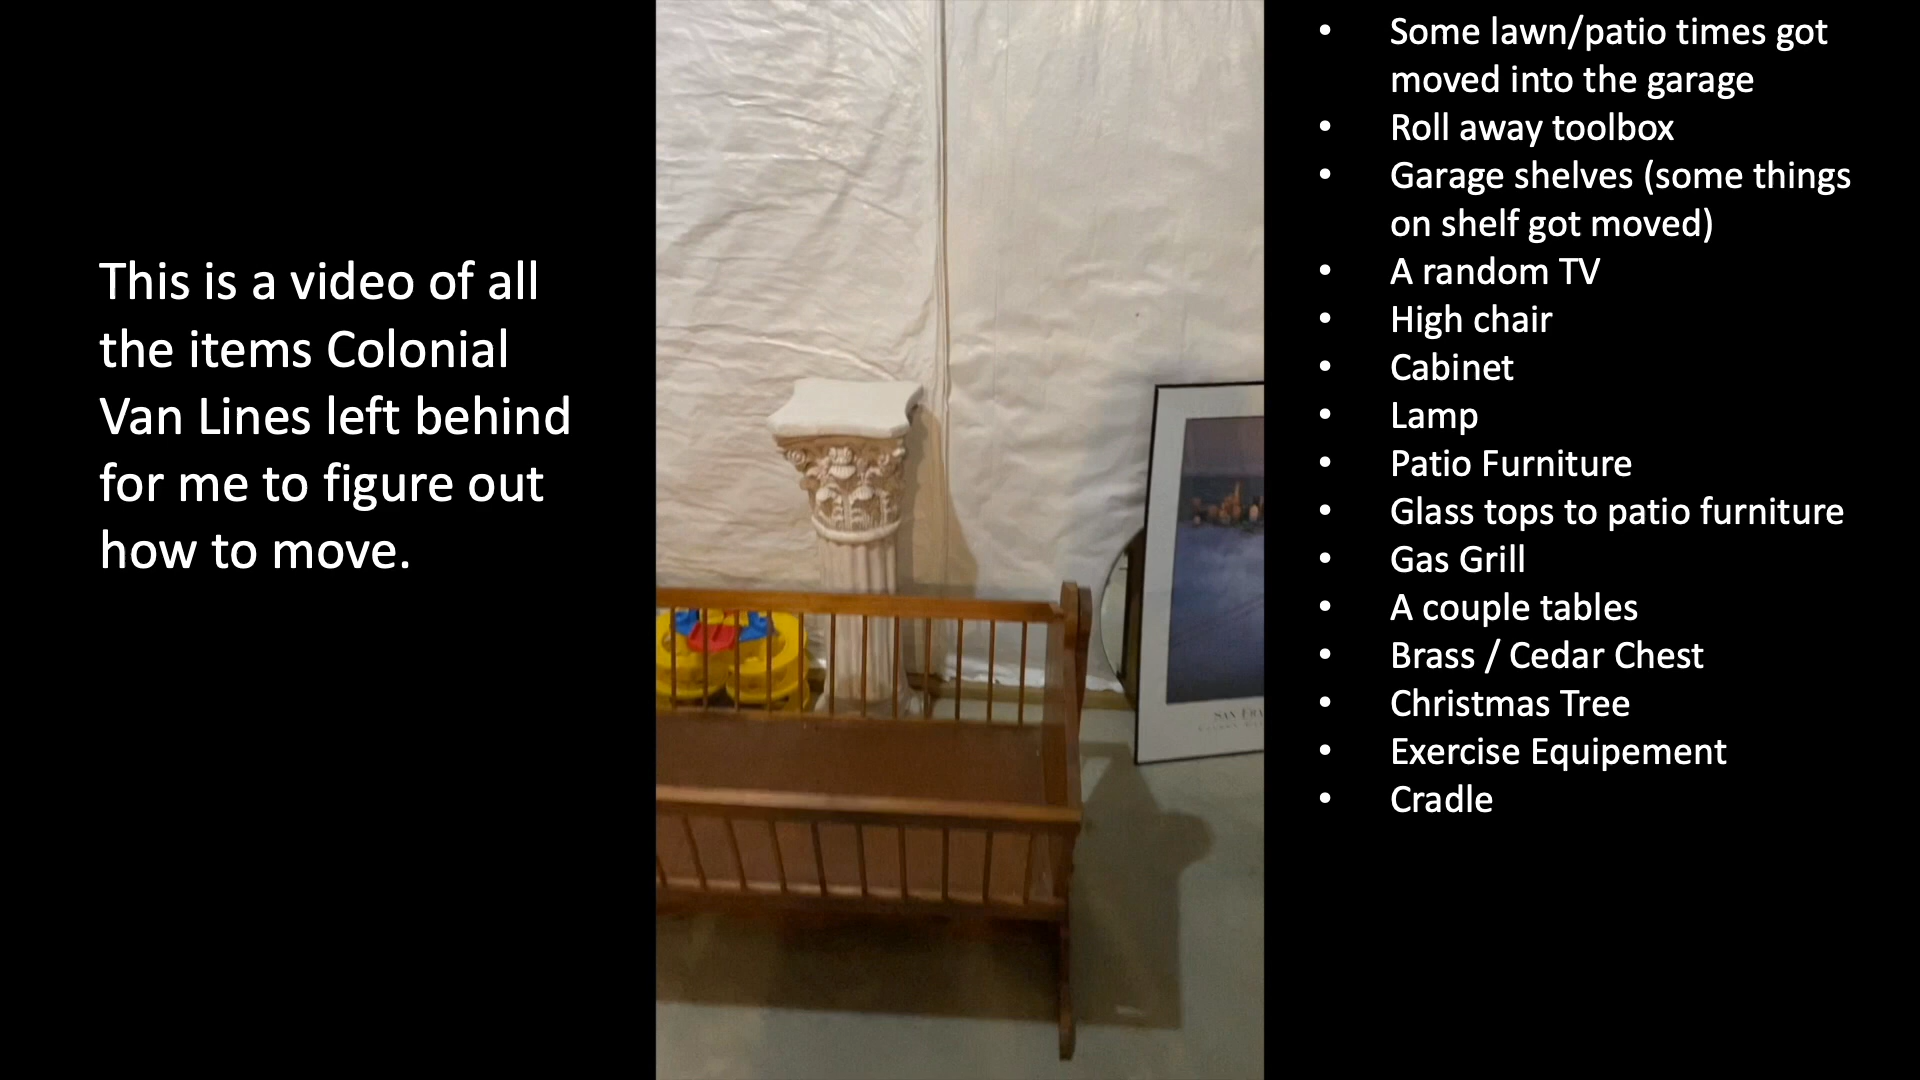 This is a video of all
the items Colonial
Van Lines left behind
for me to figure out
how to move.
• Some lawn/patio times got
moved into the garage
• Roll away toolbox
• Garage shelves (some things
on shelf got moved)
• A random TV
• High chair
• Cabinet
• Lamp
• Patio Furniture
• Glass tops to patio furniture
• Gas Grill
• A couple tables
• Brass / Cedar Chest
• Christmas Tree
• Exercise Equipement
• Cradle
SAN